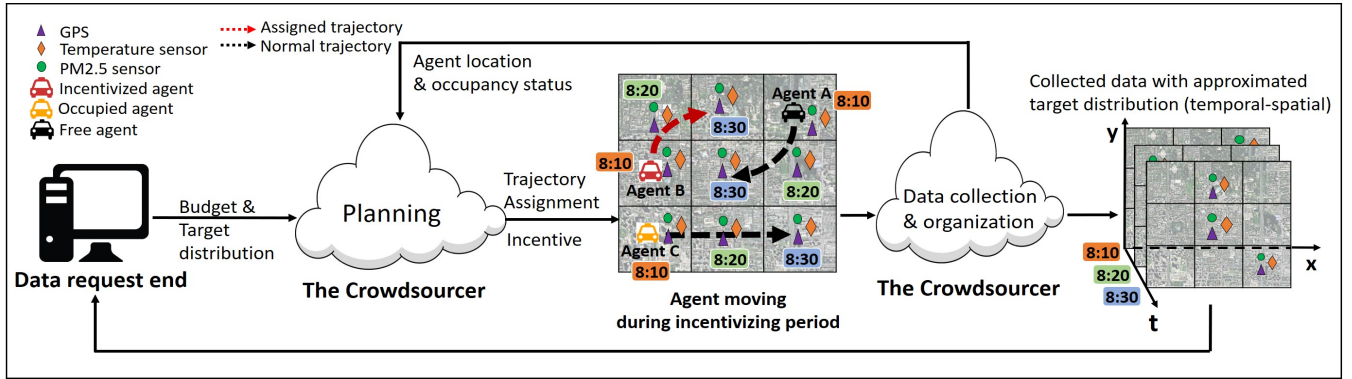 GPS
Temperature sensor
PM2.5 sensor
Incentivized agent
Occupied agent
Free agent
Assigned trajectory
Normal trajectory
Data request end
Budget &
Target
distribution
Agent location
& occupancy status
Planning
The Crowdsourcer
Trajectory
Assignment
Incentive
8:20
8:30
Agent A
8:10
8:10
Agent B
8:30
8:20
Agent C
8:10
8:20
8:30
Agent moving
during incentivizing period
Data collection
& organization
The Crowdsourcer
Collected data with approximated
target distribution (temporal-spatial)
y
x
8:10
8:20
8:30
t